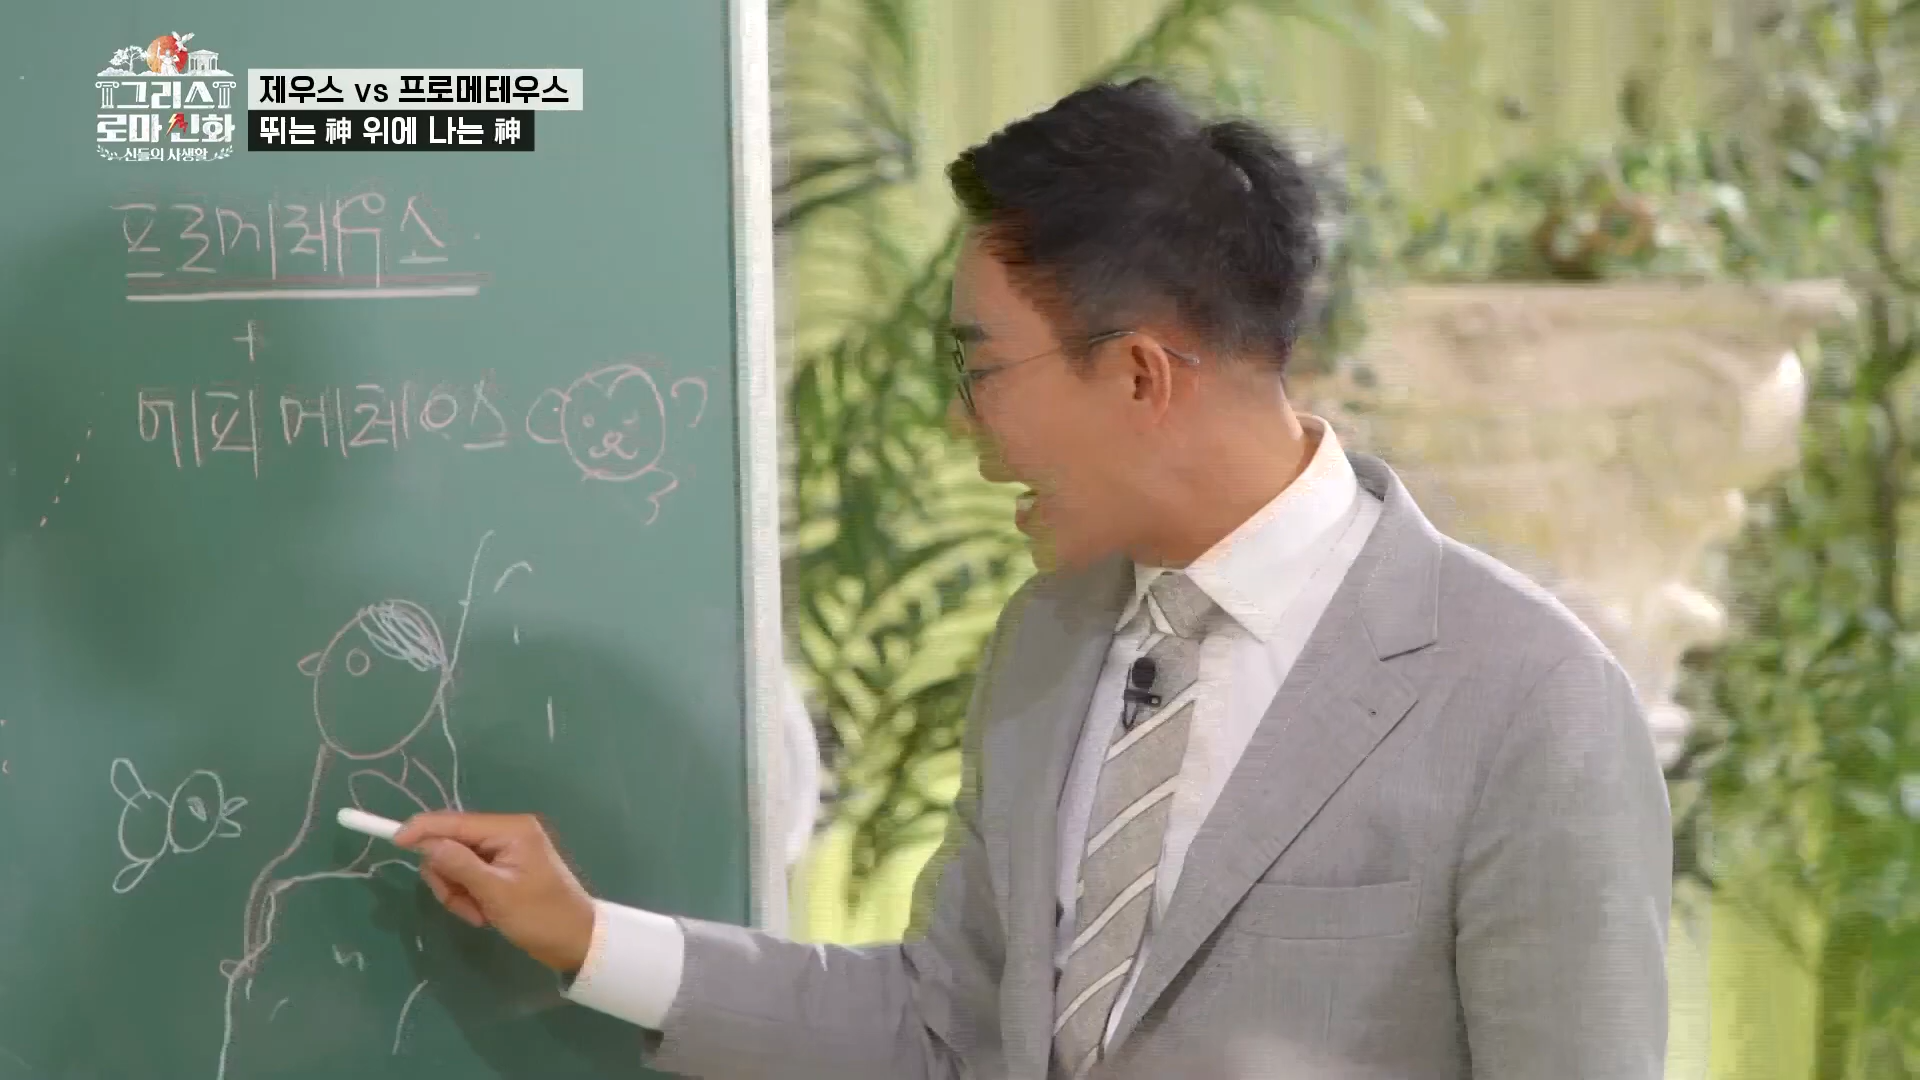 그리스
로마 신화
신들의 사생활
제우스 vs 프로메테우스
뛰는 神 위에 나는 神
프로메테우스
+
에피메테우스